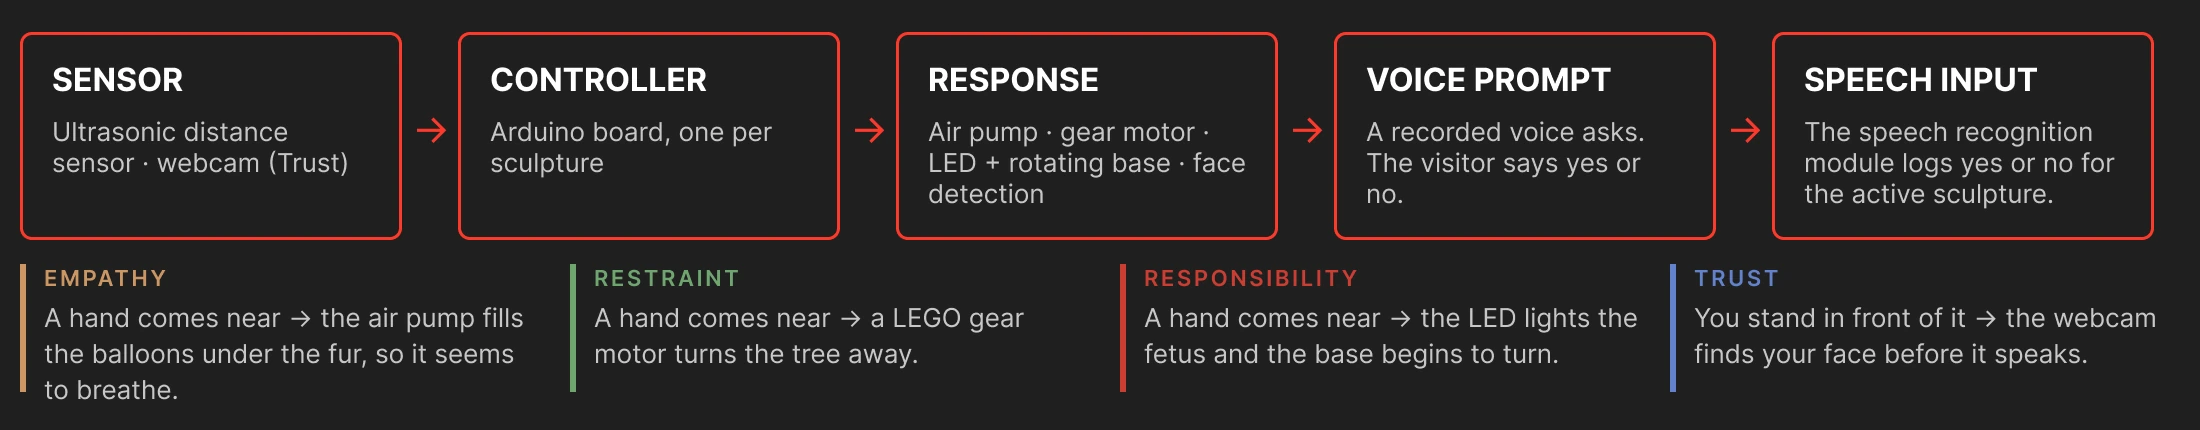 SENSOR
Ultrasonic distance
sensor · webcam (Trust)
→
CONTROLLER
Arduino board, one per
sculpture
→
RESPONSE
Air pump · gear motor ·
LED + rotating base · face
detection
→
VOICE PROMPT
A recorded voice asks.
The visitor says yes or
no.
→
SPEECH INPUT
The speech recognition
module logs yes or no for
the active sculpture.
EMPATHY
A hand comes near → the air pump fills
the balloons under the fur, so it seems
to breathe.
RESTRAINT
A hand comes near → a LEGO gear
motor turns the tree away.
RESPONSIBILITY
A hand comes near → the LED lights the
fetus and the base begins to turn.
TRUST
You stand in front of it → the webcam
finds your face before it speaks.